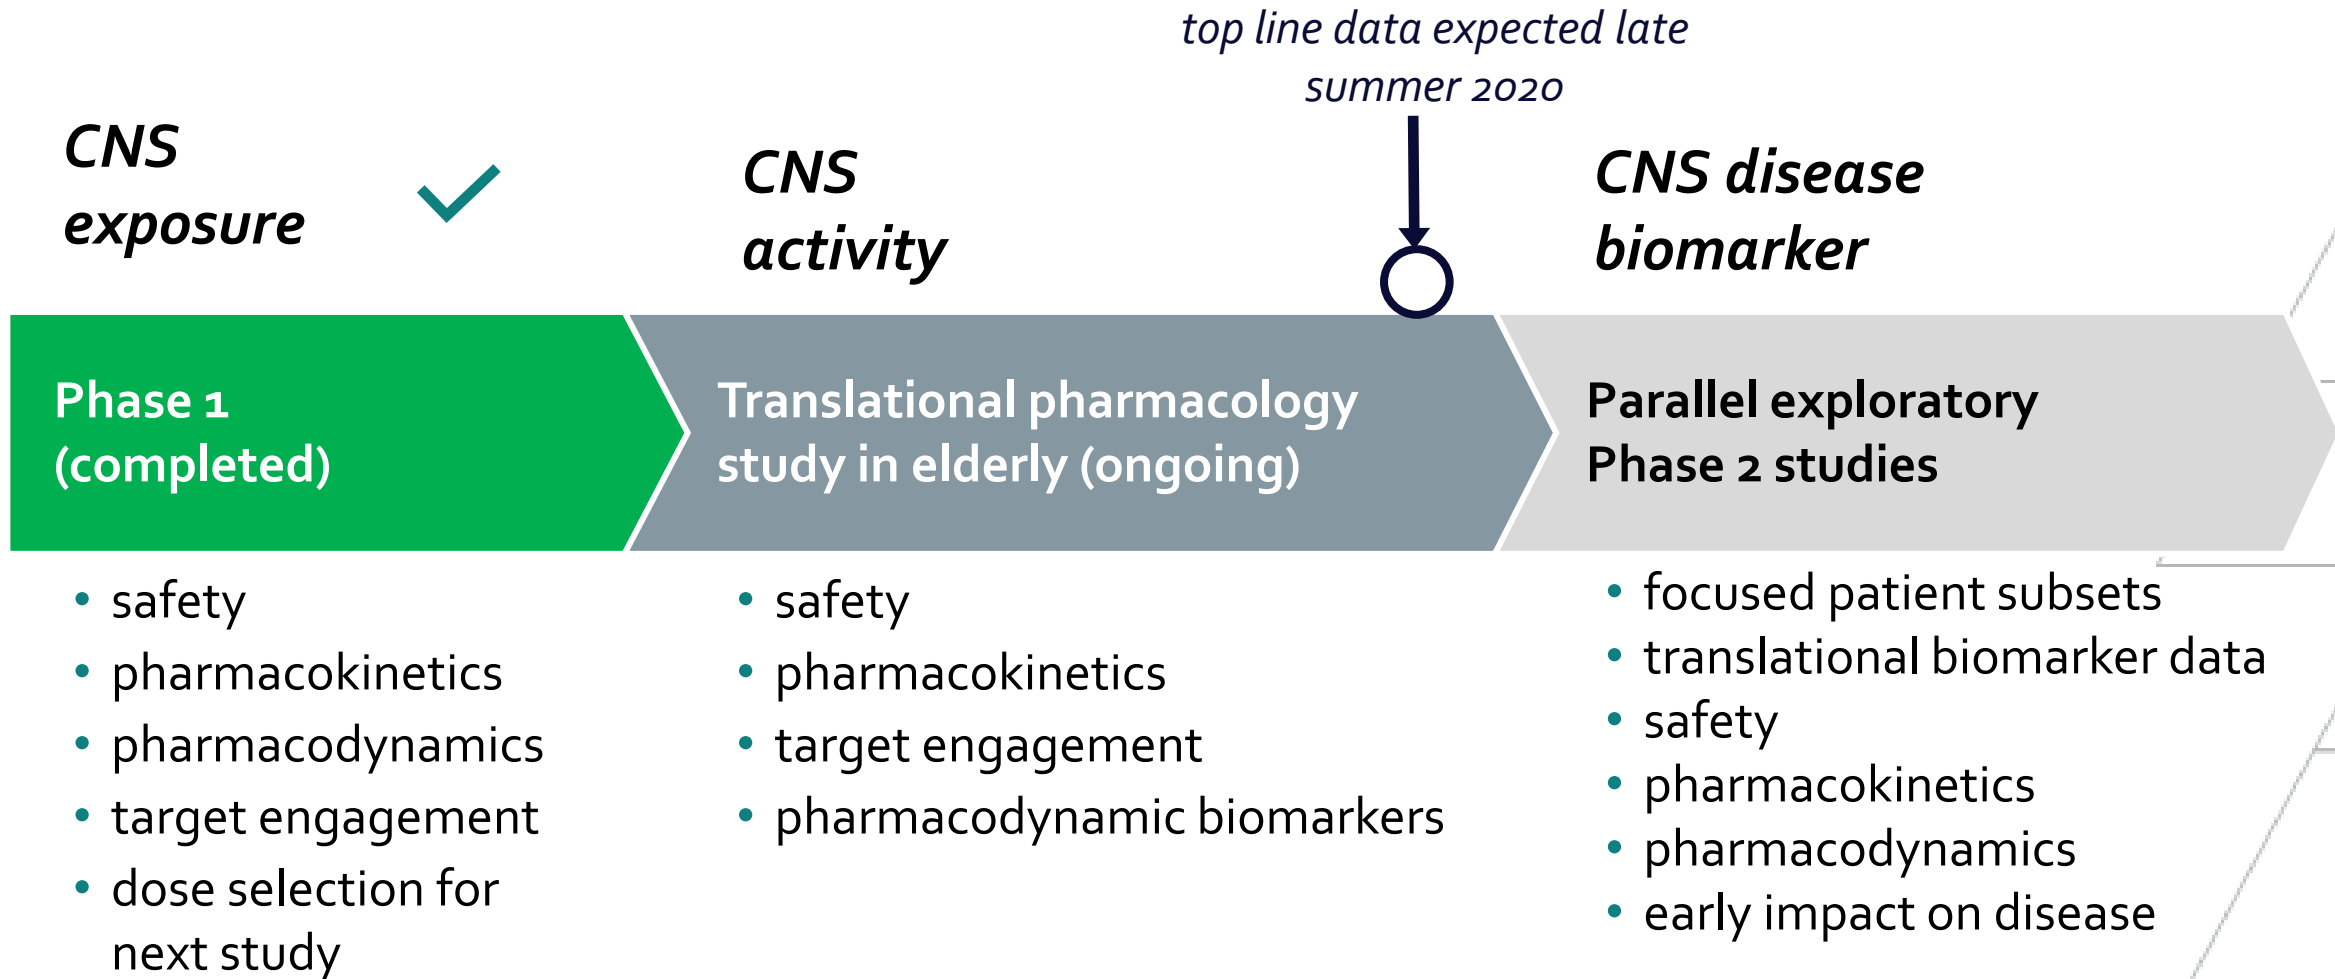 top line data expected late
summer 2020
CNS
exposure
CNS
activity
CNS disease
biomarker
Phase 1
(completed)
Translational pharmacology
study in elderly (ongoing)
Parallel exploratory
Phase 2 studies
• safety
• pharmacokinetics
• pharmacodynamics
• target engagement
• dose selection for
next study
• safety
• pharmacokinetics
• target engagement
• pharmacodynamic biomarkers
• focused patient subsets
• translational biomarker data
• safety
• pharmacokinetics
• pharmacodynamics
• early impact on disease